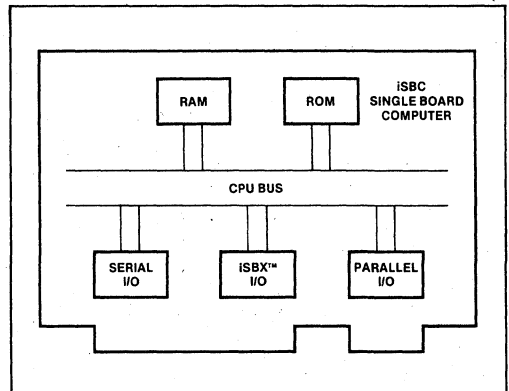 RAM
ROM
iSBC
SINGLE BOARD
COMPUTER
CPU BUS
SERIAL
I/O
iSBX™
I/O
PARALLEL
I/O